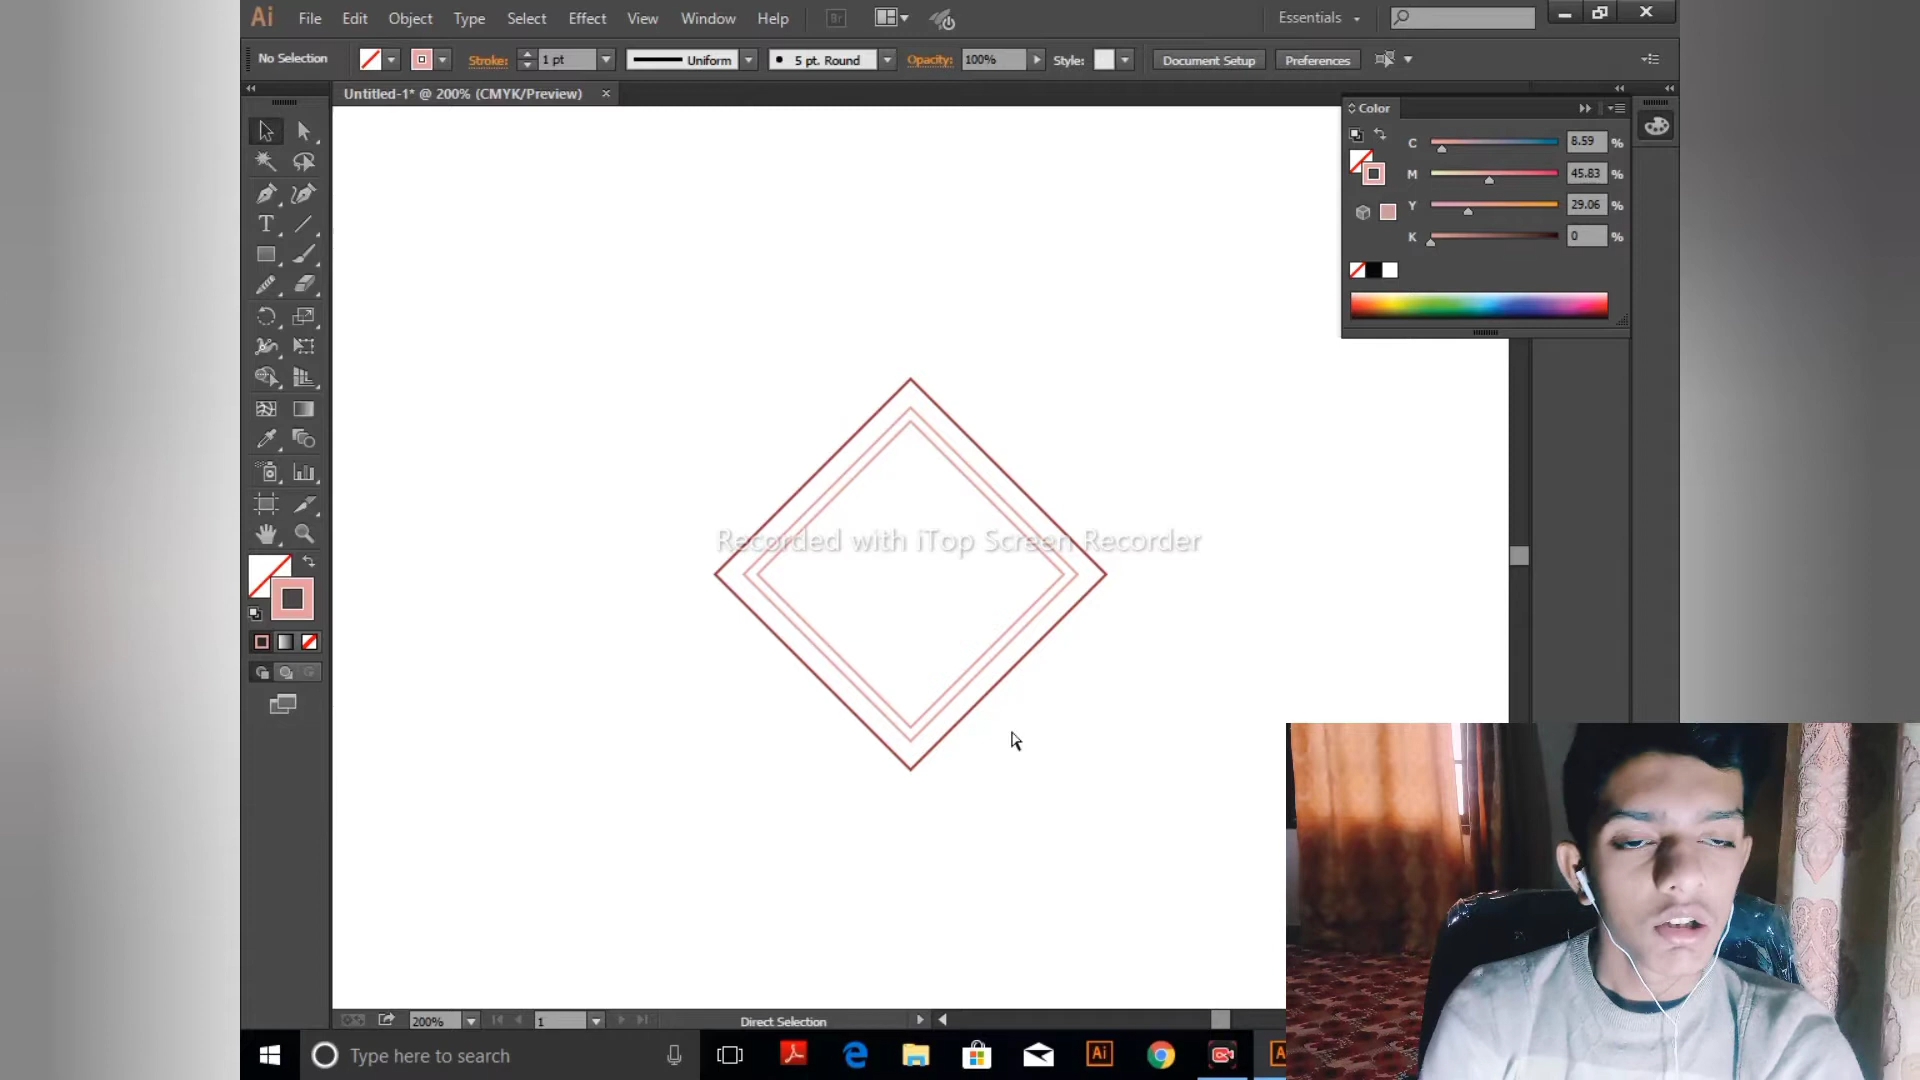 Ai File Edit Object Type Select Effect View Window Help Br Essentials
No Selection Stroke: 1 pt Uniform 5 pt. Round Opacity: 100% Style: Document Setup Preferences
Untitled-1* @ 200% (CMYK/Preview) ×
Color
C 8.59 %
M 45.83 %
Y 29.06 %
K 0 %
Recorded with iTop Screen Recorder
200% 1 Direct Selection
Type here to search
Ai